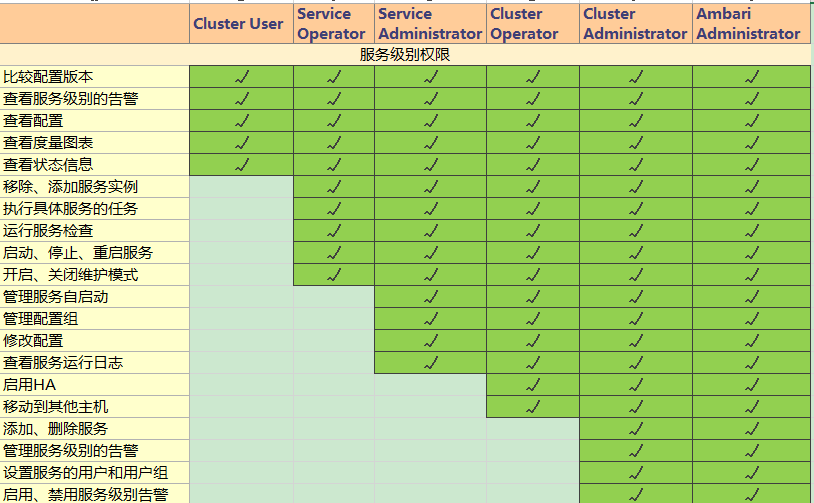 Cluster User Service Operator Service Administrator Cluster Operator Cluster Administrator Ambari Administrator
服务级别权限
比较配置版本 ✓ ✓ ✓ ✓ ✓ ✓
查看服务级别的告警 ✓ ✓ ✓ ✓ ✓ ✓
查看配置 ✓ ✓ ✓ ✓ ✓ ✓
查看度量图表 ✓ ✓ ✓ ✓ ✓ ✓
查看状态信息 ✓ ✓ ✓ ✓ ✓ ✓
移除、添加服务实例 ✓ ✓ ✓ ✓ ✓
执行具体服务的任务 ✓ ✓ ✓ ✓ ✓
运行服务检查 ✓ ✓ ✓ ✓ ✓
启动、停止、重启服务 ✓ ✓ ✓ ✓ ✓
开启、关闭维护模式 ✓ ✓ ✓ ✓ ✓
管理服务自启动 ✓ ✓ ✓ ✓
管理配置组 ✓ ✓ ✓ ✓
修改配置 ✓ ✓ ✓ ✓
查看服务运行日志 ✓ ✓ ✓ ✓
启用HA ✓ ✓ ✓
移动到其他主机 ✓ ✓ ✓
添加、删除服务 ✓ ✓
管理服务级别的告警 ✓ ✓
设置服务的用户和用户组 ✓ ✓
启用、禁用服务级别告警 ✓ ✓